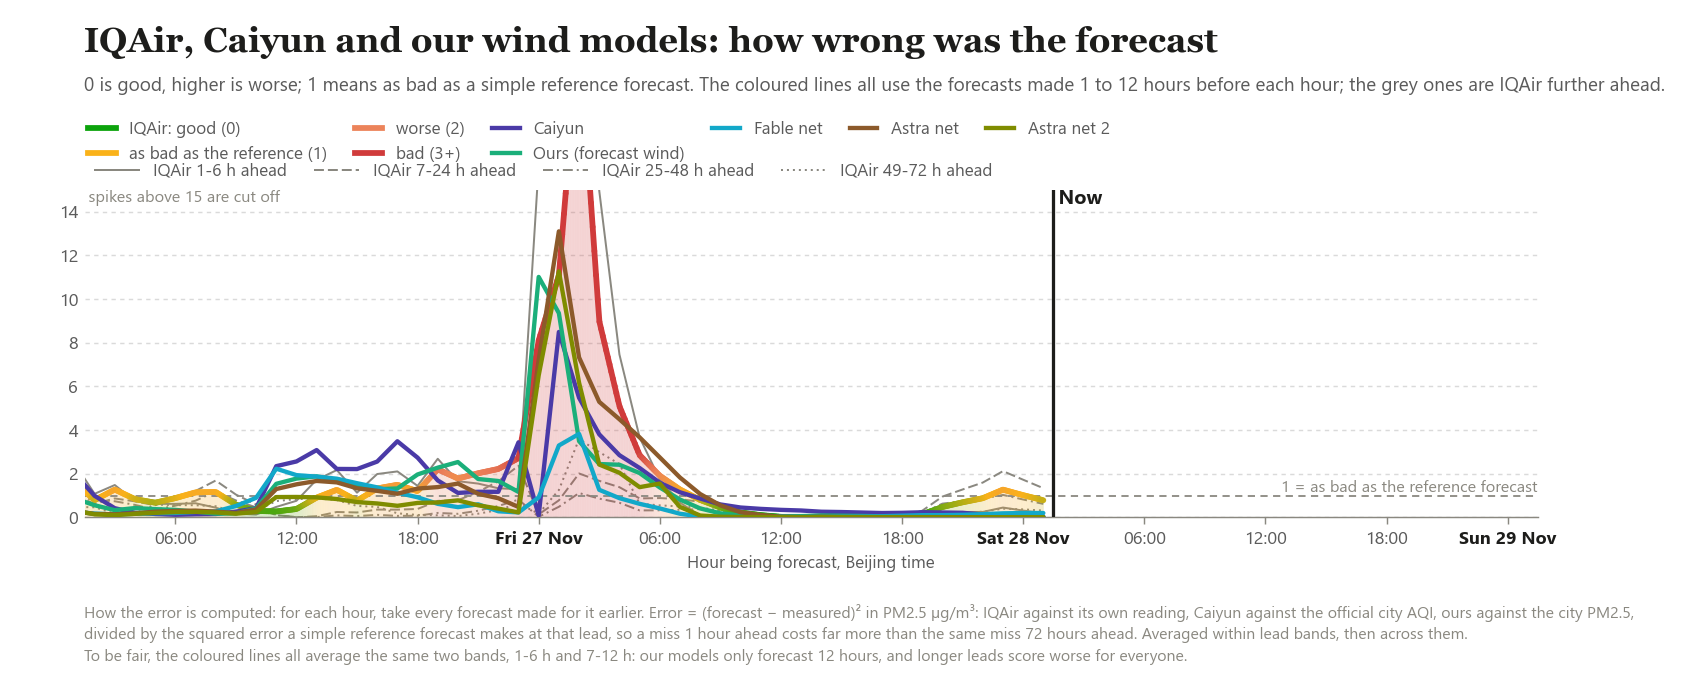 IQAir, Caiyun and our wind models: how wrong was the forecast
0 is good, higher is worse; 1 means as bad as a simple reference forecast. The coloured lines all use the forecasts made 1 to 12 hours before each hour; the grey ones are IQAir further ahead.
IQAir: good (0) worse (2) Caiyun Fable net Astra net Astra net 2
as bad as the reference (1) bad (3+) Ours (forecast wind)
IQAir 1-6 h ahead IQAir 7-24 h ahead IQAir 25-48 h ahead IQAir 49-72 h ahead
spikes above 15 are cut off
Now
14
12
10
8
6
4
2
1 = as bad as the reference forecast
0
06:00 12:00 18:00 Fri 27 Nov 06:00 12:00 18:00 Sat 28 Nov 06:00 12:00 18:00 Sun 29 Nov
Hour being forecast, Beijing time
How the error is computed: for each hour, take every forecast made for it earlier. Error = (forecast − measured)² in PM2.5 µg/m³: IQAir against its own reading, Caiyun against the official city AQI, ours against the city PM2.5,
divided by the squared error a simple reference forecast makes at that lead, so a miss 1 hour ahead costs far more than the same miss 72 hours ahead. Averaged within lead bands, then across them.
To be fair, the coloured lines all average the same two bands, 1-6 h and 7-12 h: our models only forecast 12 hours, and longer leads score worse for everyone.